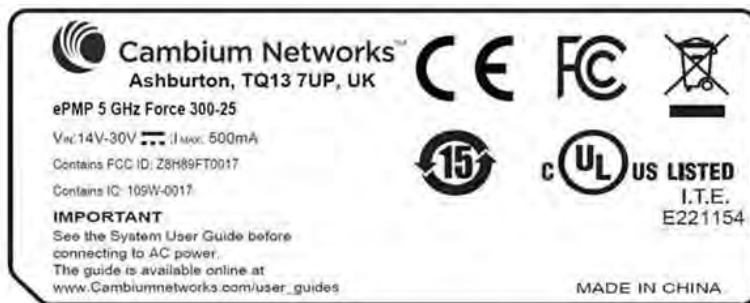 Cambium Networks™
Ashburton, TQ13 7UP, UK
ePMP 5 GHz Force 300-25
VIN:14V-30V ;IMAX: 500mA
Contains FCC ID: Z8H89FT0017
Contains IC: 109W-0017
IMPORTANT
See the System User Guide before
connecting to AC power.
The guide is available online at
www.Cambiumnetworks.com/user_guides
CE FC
15
C UL US LISTED
I.T.E.
E221154
MADE IN CHINA